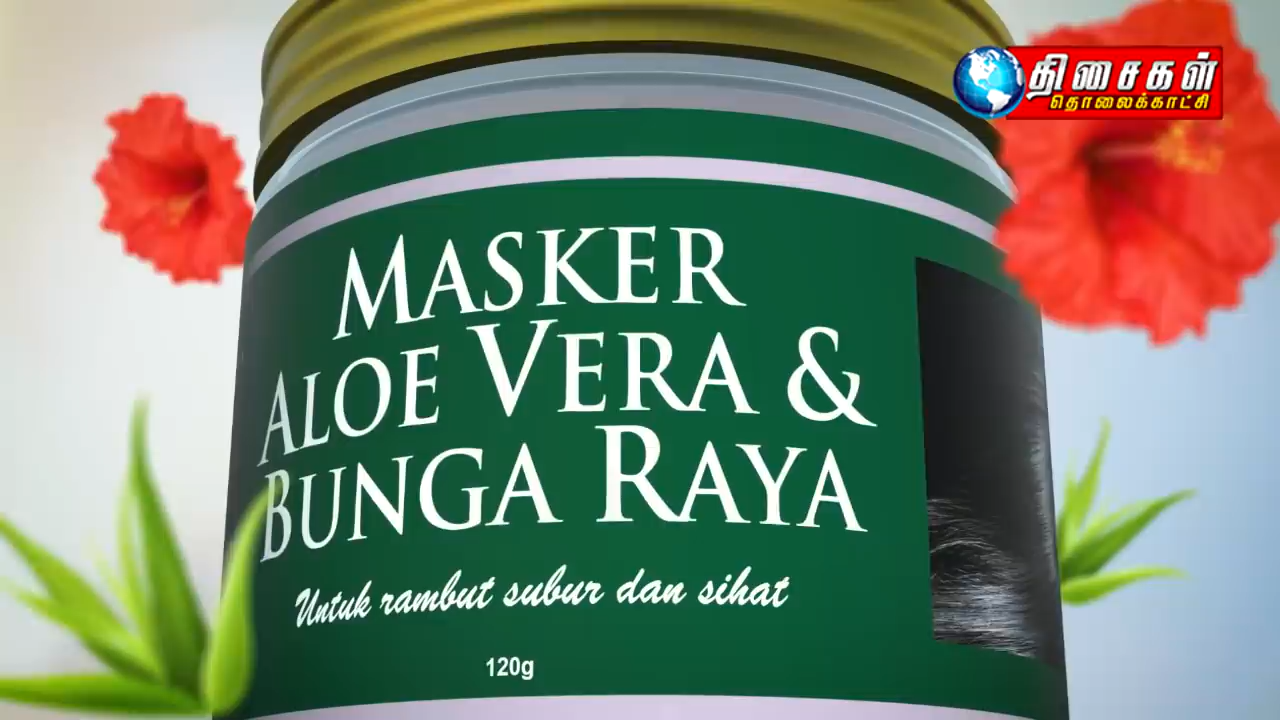 திசைகள்
தொலைக்காட்சி
MASKER
ALOE VERA &
BUNGA RAYA
Untuk rambut subur dan sihat
120g